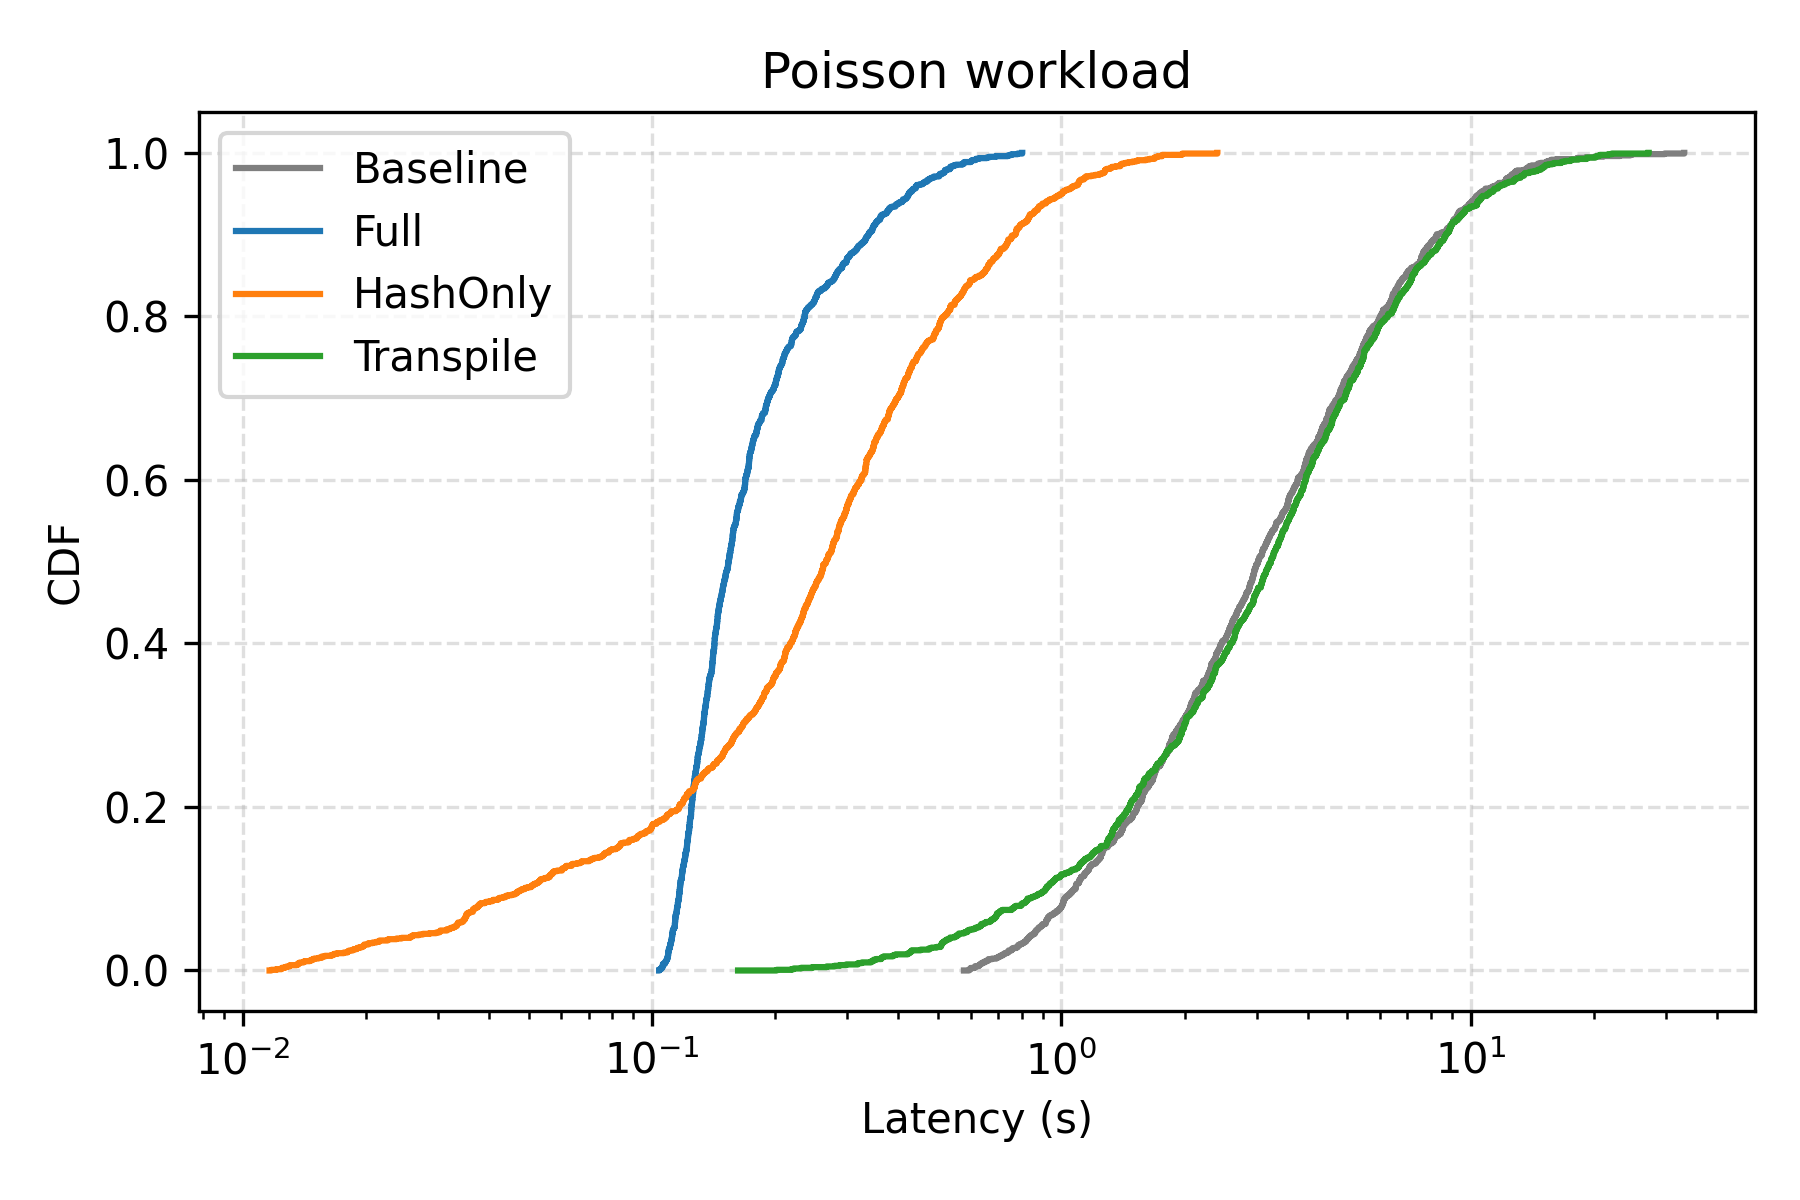 Poisson workload
1.0
0.8
0.6
0.4
0.2
0.0
CDF
Baseline
Full
HashOnly
Transpile
10⁻² 10⁻¹ 10⁰ 10¹
Latency (s)